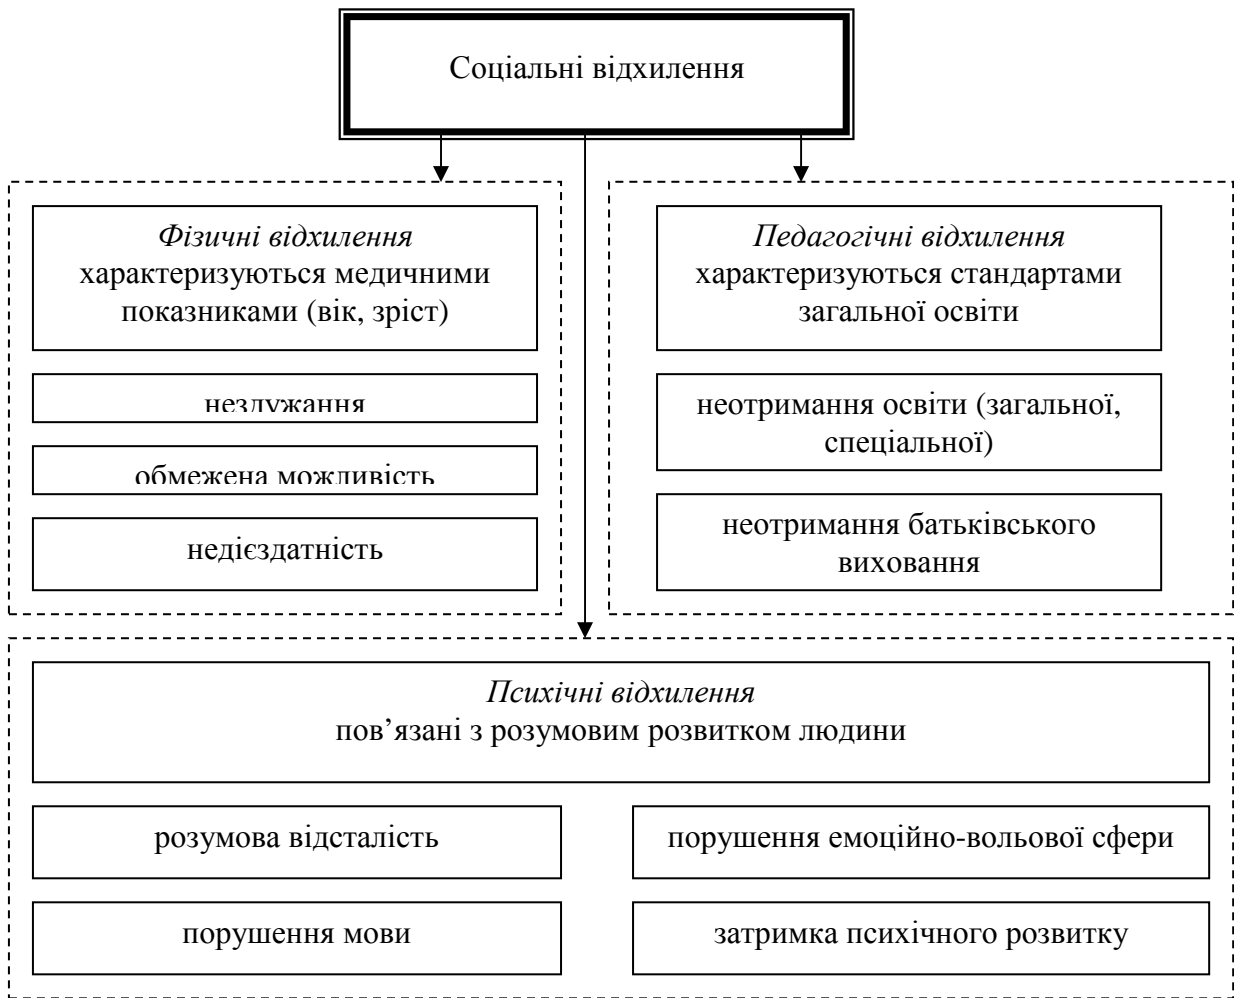 Соціальні відхилення
Фізичні відхилення
характеризуються медичними
показниками (вік, зріст)
нездужання
обмежена можливість
недієздатність
Педагогічні відхилення
характеризуються стандартами
загальної освіти
неотримання освіти (загальної,
спеціальної)
неотримання батьківського
виховання
Психічні відхилення
пов’язані з розумовим розвитком людини
розумова відсталість
порушення емоційно-вольової сфери
порушення мови
затримка психічного розвитку